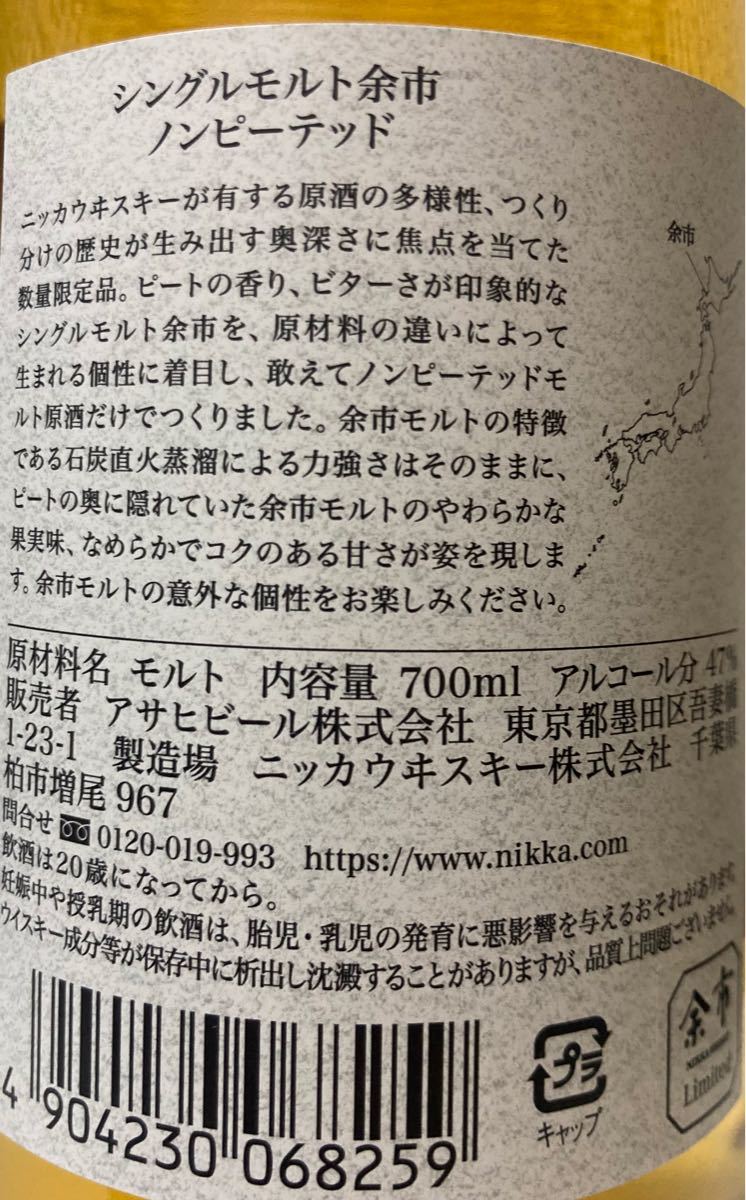 シングルモルト余市
ノンピーテッド
ニッカウヰスキーが有する原酒の多様性、つくり
分けの歴史が生み出す奥深さに焦点を当てた
数量限定品。ピートの香り、ビターさが印象的な
シングルモルト余市を、原材料の違いによって
生まれる個性に着目し、敢えてノンピーテッドモ
ルト原酒だけでつくりました。余市モルトの特徴
である石炭直火蒸溜による力強さはそのままに、
ピートの奥に隠れていた余市モルトのやわらかな
果実味、なめらかでコクのある甘さが姿を現しま
す。余市モルトの意外な個性をお楽しみください。
余市
原材料名 モルト 内容量 700ml アルコール分 47%
販売者 アサヒビール株式会社 東京都墨田区吾妻橋
1-23-1 製造場 ニッカウヰスキー株式会社 千葉県
柏市増尾967
問合せ 0120-019-993 https://www.nikka.com
飲酒は20歳になってから。
妊娠中や授乳期の飲酒は、胎児・乳児の発育に悪影響を与えるおそれがあります。
ウイスキー成分等が保存中に析出し沈澱することがありますが、品質上問題ございません。
4 904230 068259
プラ
キャップ
余市
NIKKA WHISKY
Limited